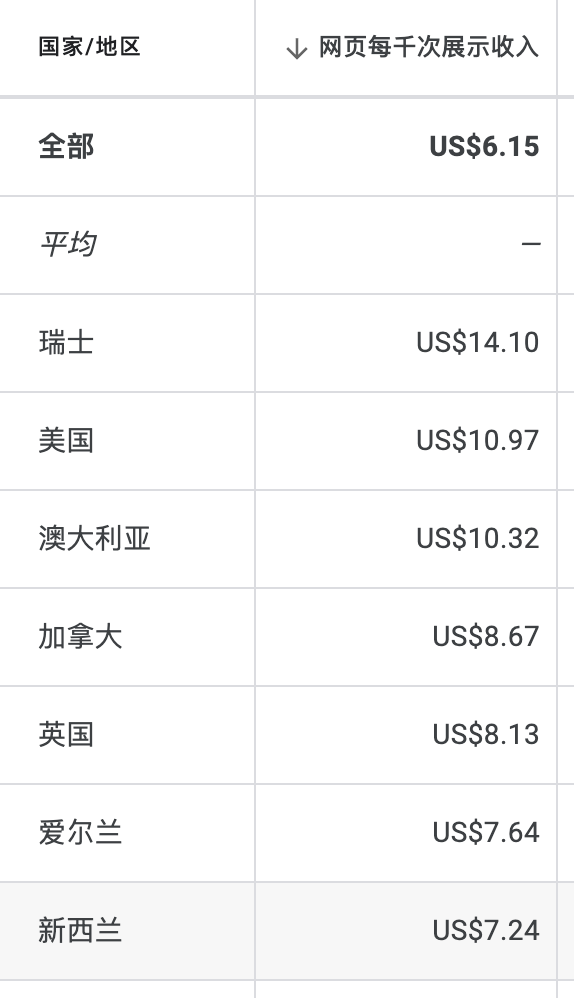 国家/地区 ↓ 网页每千次展示收入
全部 US$6.15
平均 —
瑞士 US$14.10
美国 US$10.97
澳大利亚 US$10.32
加拿大 US$8.67
英国 US$8.13
爱尔兰 US$7.64
新西兰 US$7.24